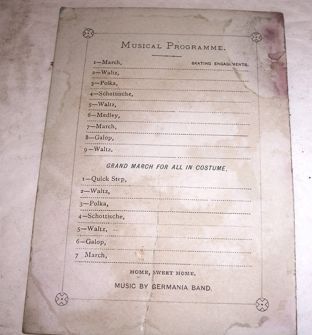 MUSICAL PROGRAMME.
1—March, SKATING ENGAGEMENTS.
2—Waltz,
3—Polka,
4—Schottische,
5—Waltz,
6—Medley,
7—March,
8—Galop,
9—Waltz.
GRAND MARCH FOR ALL IN COSTUME,
1—Quick Step,
2—Waltz,
3—Polka,
4—Schottische,
5—Waltz,
6—Galop,
7 March,
HOME, SWEET HOME.
MUSIC BY GERMANIA BAND.